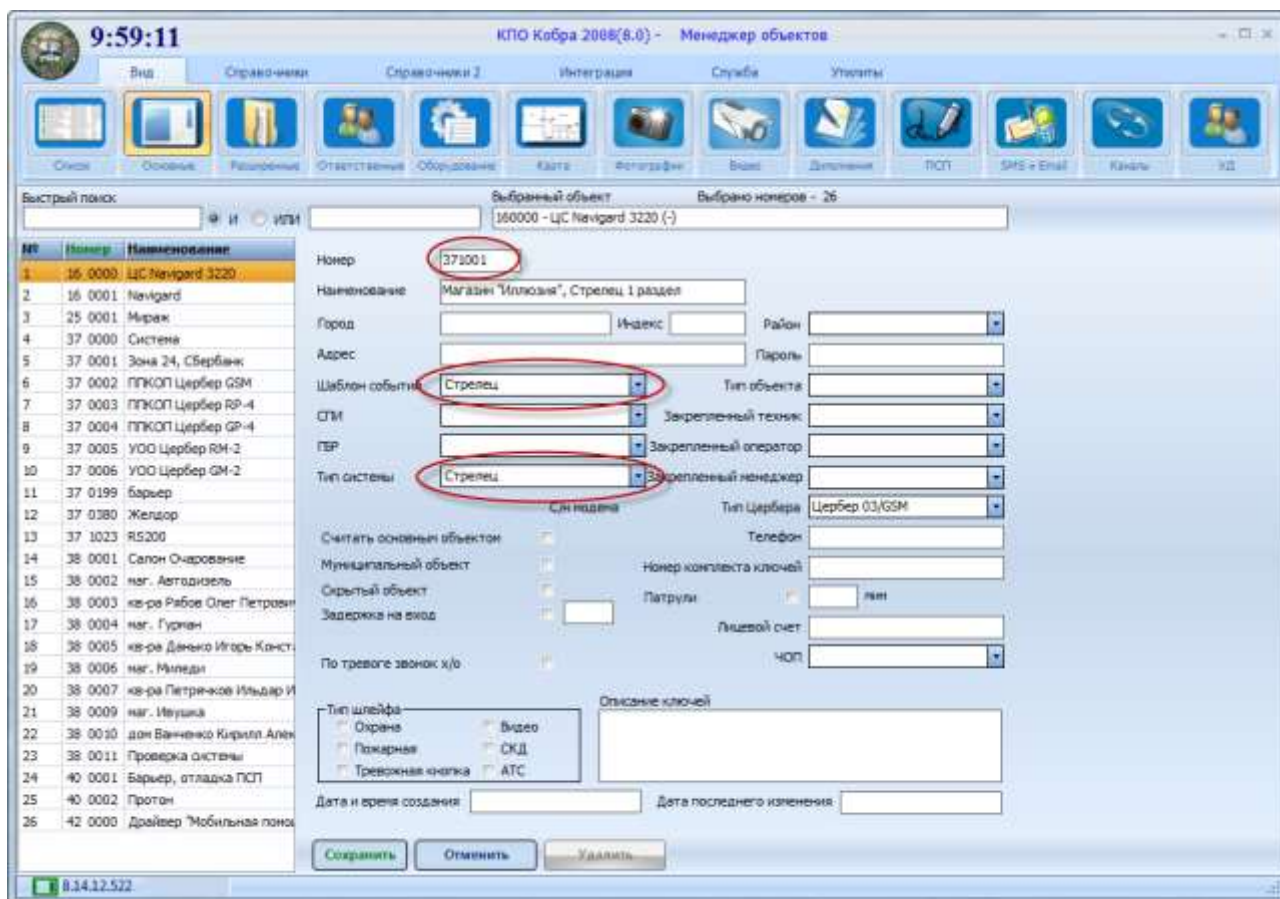 9:59:11
КПО Кобра 2008(8.0) - Менеджер объектов
Вид Справочники Справочники 2 Интеграция Служба Утилиты
Список Основные Расширенные Ответственные Оборудование Карта Фотографии Видео Дополнения ПСП SMS и Email Каналы ХД
Быстрый поиск Выбранный объект Выбрано номеров - 26
И ИЛИ 160000 - ЦС Navigard 3220 (-)
№ Номер Наименование
1 16 0000 ЦС Navigard 3220
2 16 0001 Navigard
3 25 0001 Мираж
4 37 0000 Система
5 37 0001 Зона 24, Сбербанк
6 37 0002 ППКОП Цербер GSM
7 37 0003 ППКОП Цербер RP-4
8 37 0004 ППКОП Цербер GP-4
9 37 0005 УОО Цербер RM-2
10 37 0006 УОО Цербер GM-2
11 37 0199 барьер
12 37 0380 Желдор
13 37 1023 RS200
14 38 0001 Салон Очарование
15 38 0002 маг. Автодизель
16 38 0003 кв-ра Рябов Олег Петрович
17 38 0004 маг. Гурман
18 38 0005 кв-ра Данько Игорь Конст
19 38 0006 маг. Миледи
20 38 0007 кв-ра Петрячков Ильдар И
21 38 0009 маг. Ивушка
22 38 0010 дом Ванченко Кирилл Алек
23 38 0011 Проверка системы
24 40 0001 Барьер, отладка ПСП
25 40 0002 Протон
26 42 0000 Драйвер "Мобильная помощ
Номер 371001
Наименование Магазин "Иллюзия", Стрелец 1 раздел
Город Индекс Район
Адрес Пароль
Шаблон событий Стрелец Тип объекта
СПИ Закрепленный техник
ГБР Закрепленный оператор
Тип системы Стрелец Закрепленный менеджер
С/н модема Тип Цербера Цербер 03/GSM
Считать основным объектом Телефон
Муниципальный объект Номер комплекта ключей
Скрытый объект Патрули мин
Задержка на вход
Лицевой счет
По тревоге звонок х/о ЧОП
Тип шлейфа Описание ключей
Охрана Видео
Пожарная СКД
Тревожная кнопка АТС
Дата и время создания Дата последнего изменения
Сохранить Отменить Удалить
8.14.12.522